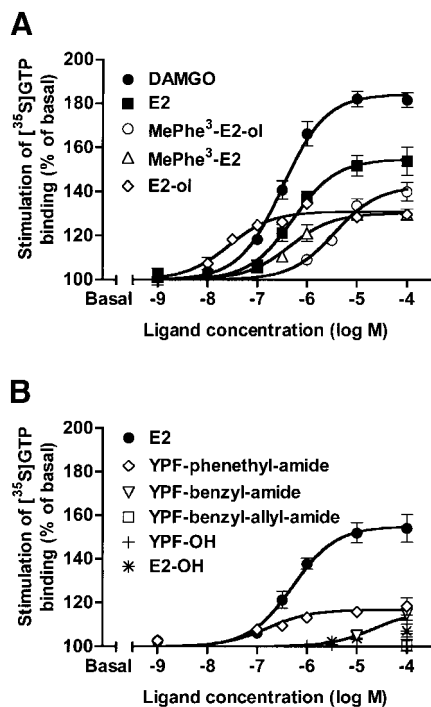 A
Stimulation of [35S]GTP
binding (% of basal)
200
180
160
140
120
100
DAMGO
E2
MePhe3-E2-ol
MePhe3-E2
E2-ol
Basal -9 -8 -7 -6 -5 -4
Ligand concentration (log M)
B
Stimulation of [35S]GTP
binding (% of basal)
200
180
160
140
120
100
E2
YPF-phenethyl-amide
YPF-benzyl-amide
YPF-benzyl-allyl-amide
YPF-OH
E2-OH
Basal -9 -8 -7 -6 -5 -4
Ligand concentration (log M)